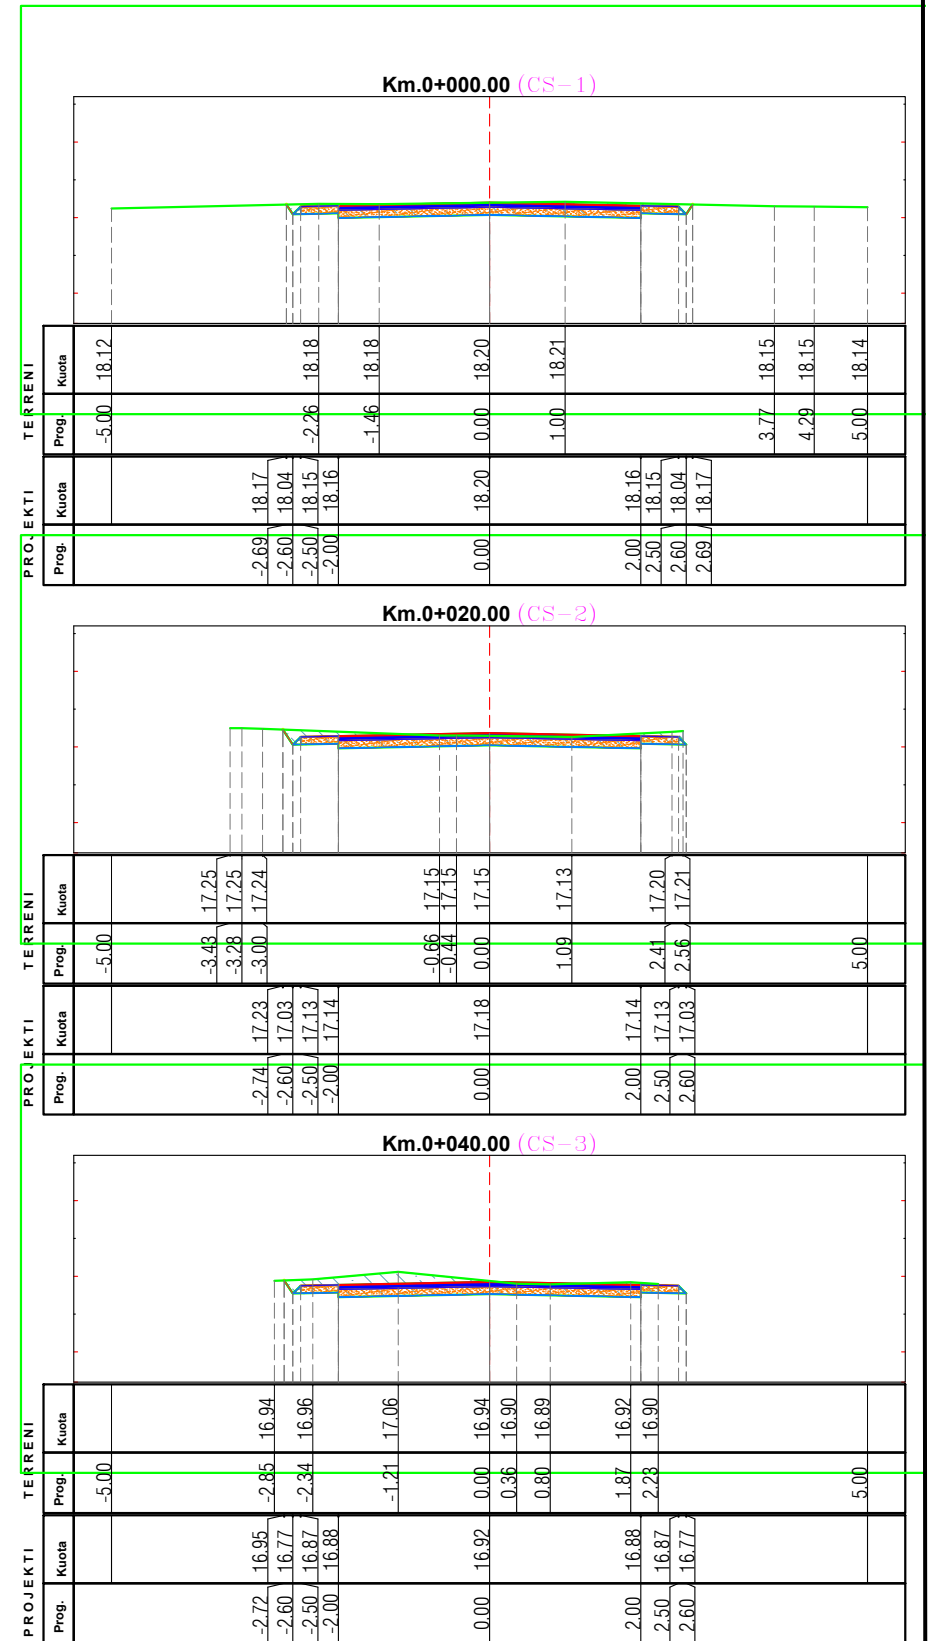 Km.0+000.00 (CS-1)
TERRENI
Kuota 18.12 18.18 18.18 18.20 18.21 18.15 18.15 18.14
Prog. -5.00 -2.26 -1.46 0.00 1.00 3.77 4.29 5.00
PROJEKTI
Kuota 18.17 18.04 18.15 18.16 18.20 18.16 18.15 18.04 18.17
Prog. -2.69 -2.60 -2.50 -2.00 0.00 2.00 2.50 2.60 2.69
Km.0+020.00 (CS-2)
TERRENI
Kuota 17.25 17.25 17.24 17.15 17.15 17.15 17.13 17.20 17.21
Prog. -5.00 -3.43 -3.28 -3.00 -0.66 -0.44 0.00 1.09 2.41 2.56 5.00
PROJEKTI
Kuota 17.23 17.03 17.13 17.14 17.18 17.14 17.13 17.03
Prog. -2.74 -2.60 -2.50 -2.00 0.00 2.00 2.50 2.60
Km.0+040.00 (CS-3)
TERRENI
Kuota 16.94 16.96 17.06 16.94 16.90 16.89 16.92 16.90
Prog. -5.00 -2.85 -2.34 -1.21 0.00 0.36 0.80 1.87 2.23 5.00
PROJEKTI
Kuota 16.95 16.77 16.87 16.88 16.92 16.88 16.87 16.77
Prog. -2.72 -2.60 -2.50 -2.00 0.00 2.00 2.50 2.60